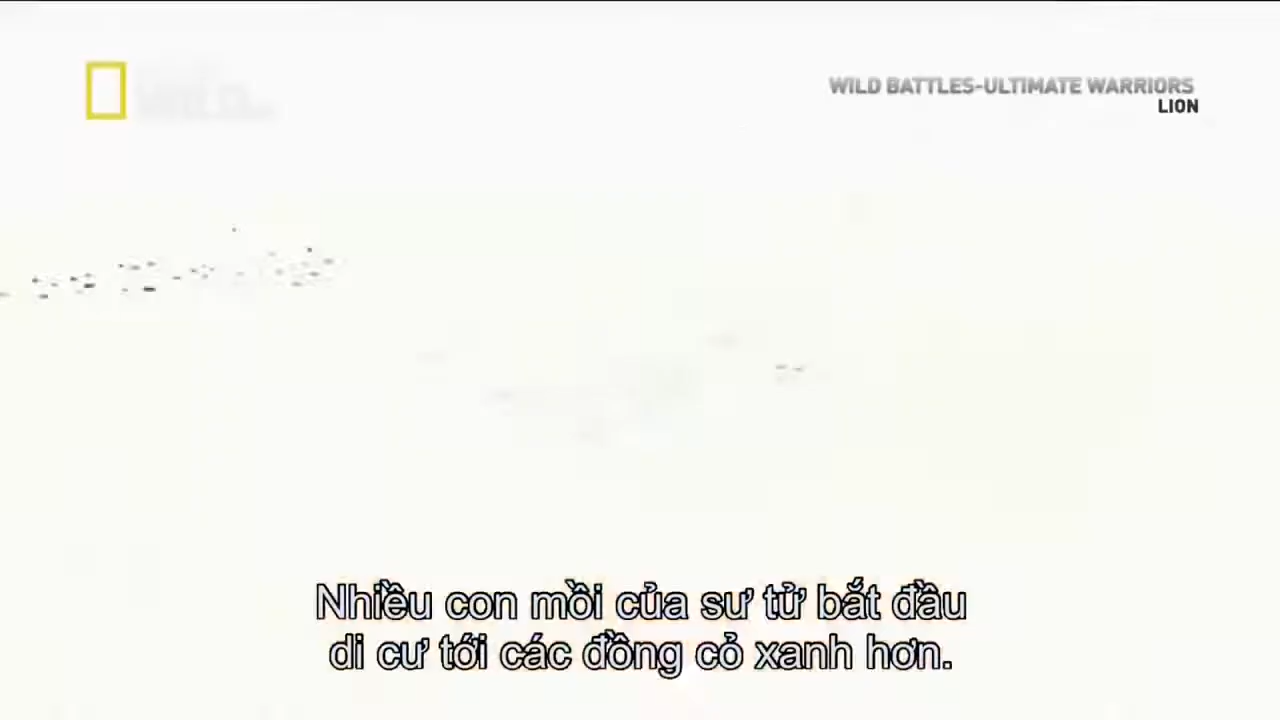 WILD BATTLES-ULTIMATE WARRIORS
LION
Nhiều con mồi của sư tử bắt đầu
di cư tới các đồng cỏ xanh hơn.